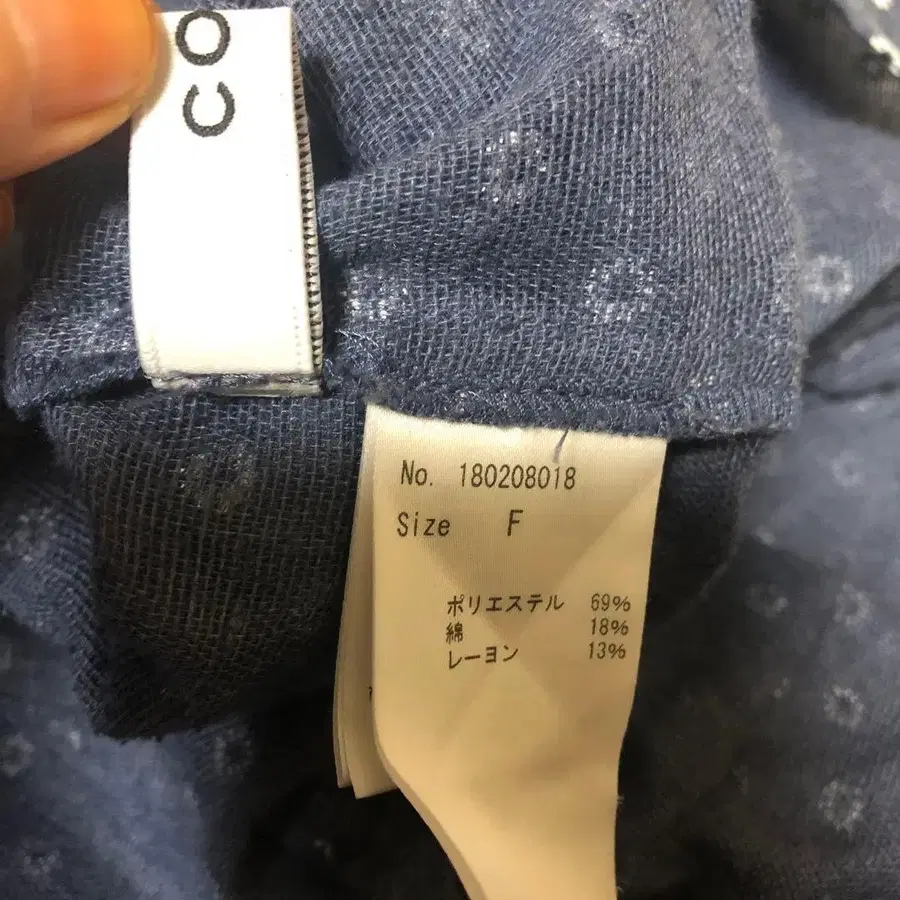 CO
No. 180208018
Size F
ポリエステル 69%
綿 18%
レーヨン 13%